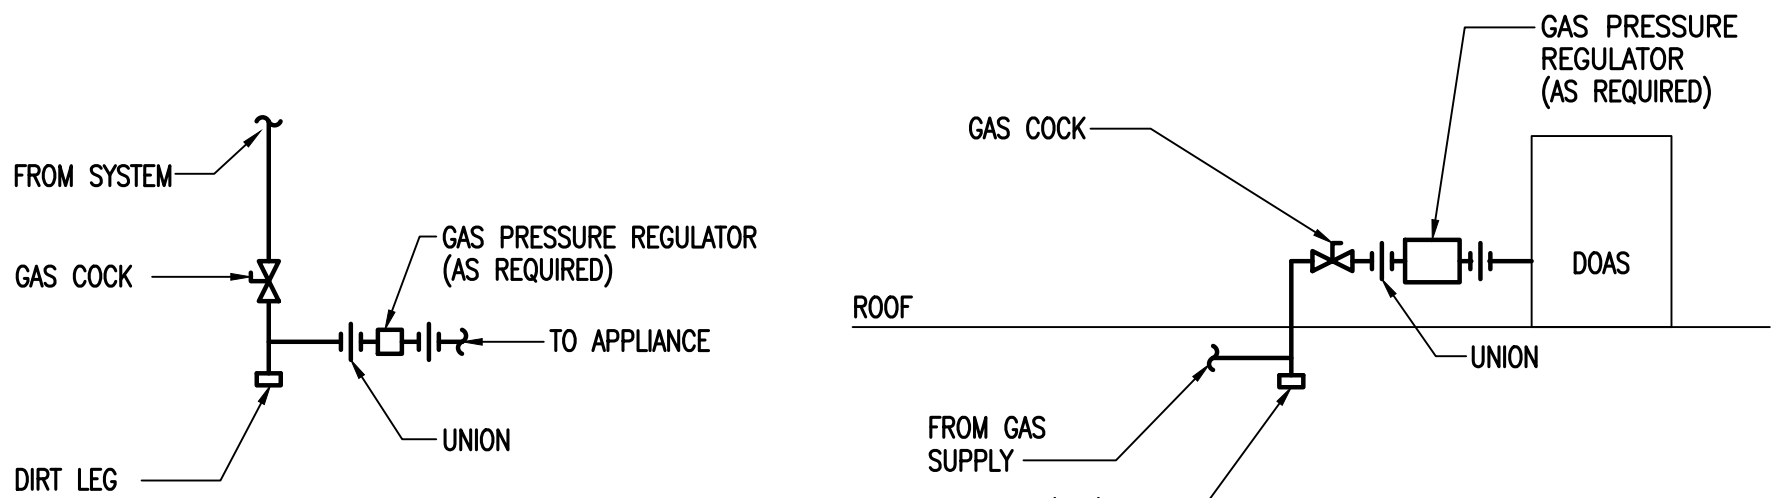 FROM SYSTEM
GAS COCK
GAS PRESSURE REGULATOR
(AS REQUIRED)
TO APPLIANCE
UNION
DIRT LEG
GAS PRESSURE
REGULATOR
(AS REQUIRED)
GAS COCK
DOAS
ROOF
UNION
FROM GAS
SUPPLY